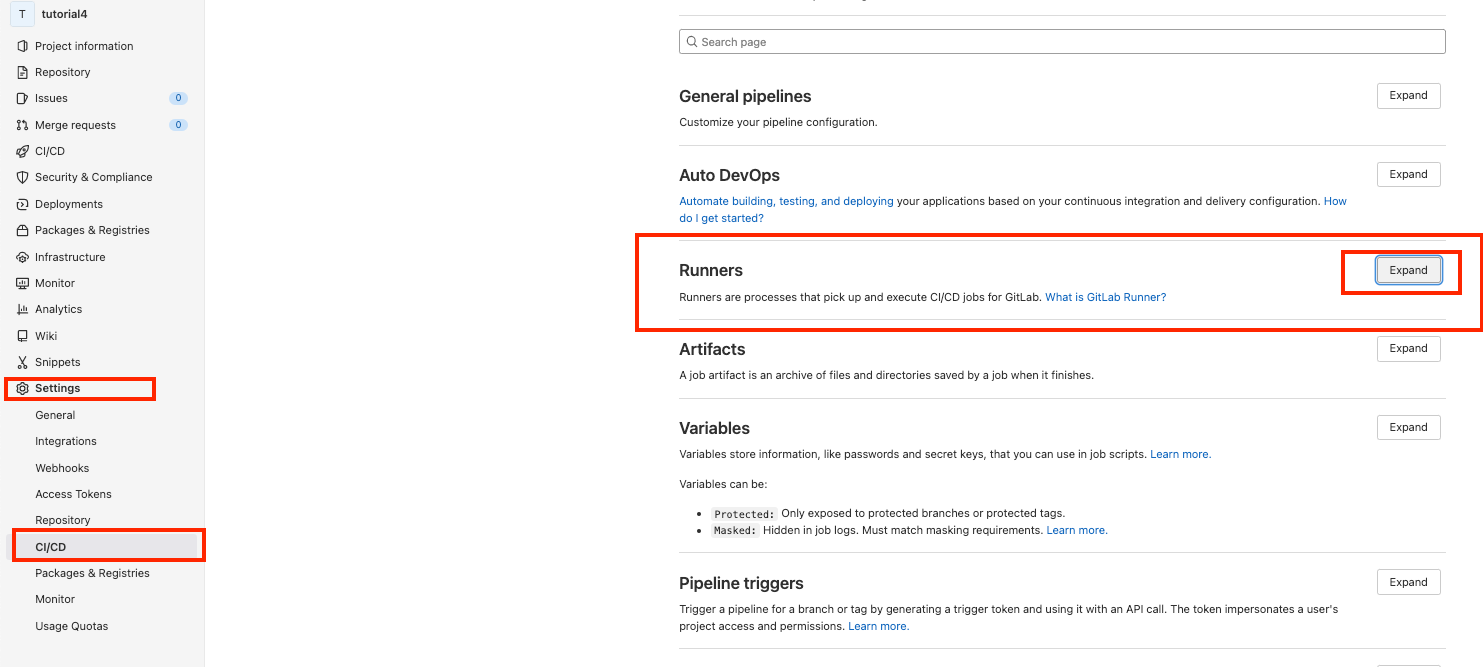 T tutorial4
Project information
Repository
Issues 0
Merge requests 0
CI/CD
Security & Compliance
Deployments
Packages & Registries
Infrastructure
Monitor
Analytics
Wiki
Snippets
Settings
General
Integrations
Webhooks
Access Tokens
Repository
CI/CD
Packages & Registries
Monitor
Usage Quotas
Search page
General pipelines
Expand
Customize your pipeline configuration.
Auto DevOps
Expand
Automate building, testing, and deploying your applications based on your continuous integration and delivery configuration. How
do I get started?
Runners
Expand
Runners are processes that pick up and execute CI/CD jobs for GitLab. What is GitLab Runner?
Artifacts
Expand
A job artifact is an archive of files and directories saved by a job when it finishes.
Variables
Expand
Variables store information, like passwords and secret keys, that you can use in job scripts. Learn more.
Variables can be:
• Protected: Only exposed to protected branches or protected tags.
• Masked: Hidden in job logs. Must match masking requirements. Learn more.
Pipeline triggers
Expand
Trigger a pipeline for a branch or tag by generating a trigger token and using it with an API call. The token impersonates a user's
project access and permissions. Learn more.